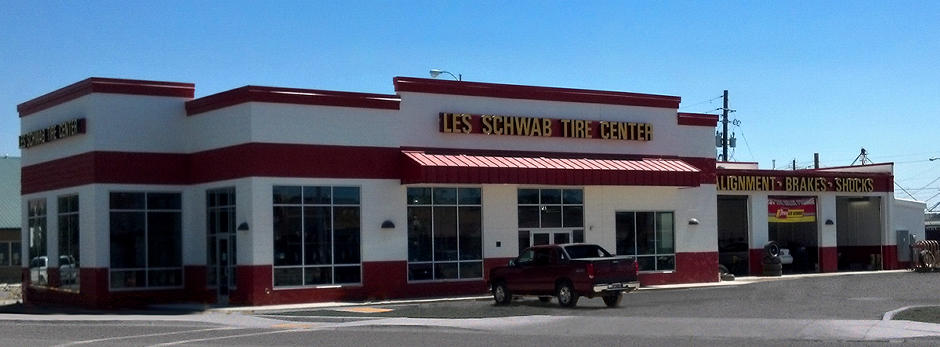 LES SCHWAB TIRE CENTER
LES SCHWAB TIRE CENTER
ALIGNMENT · BRAKES · SHOCKS